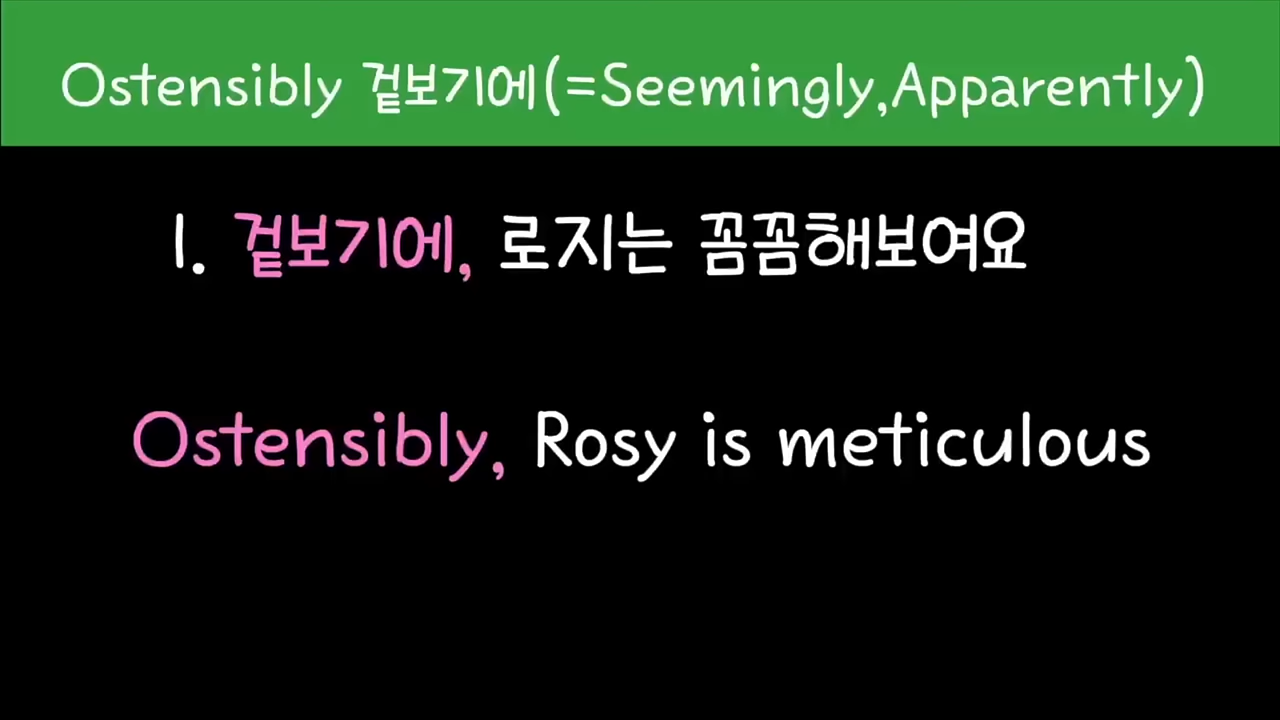 Ostensibly 겉보기에(=Seemingly,Apparently)
1. 겉보기에, 로지는 꼼꼼해보여요
Ostensibly, Rosy is meticulous